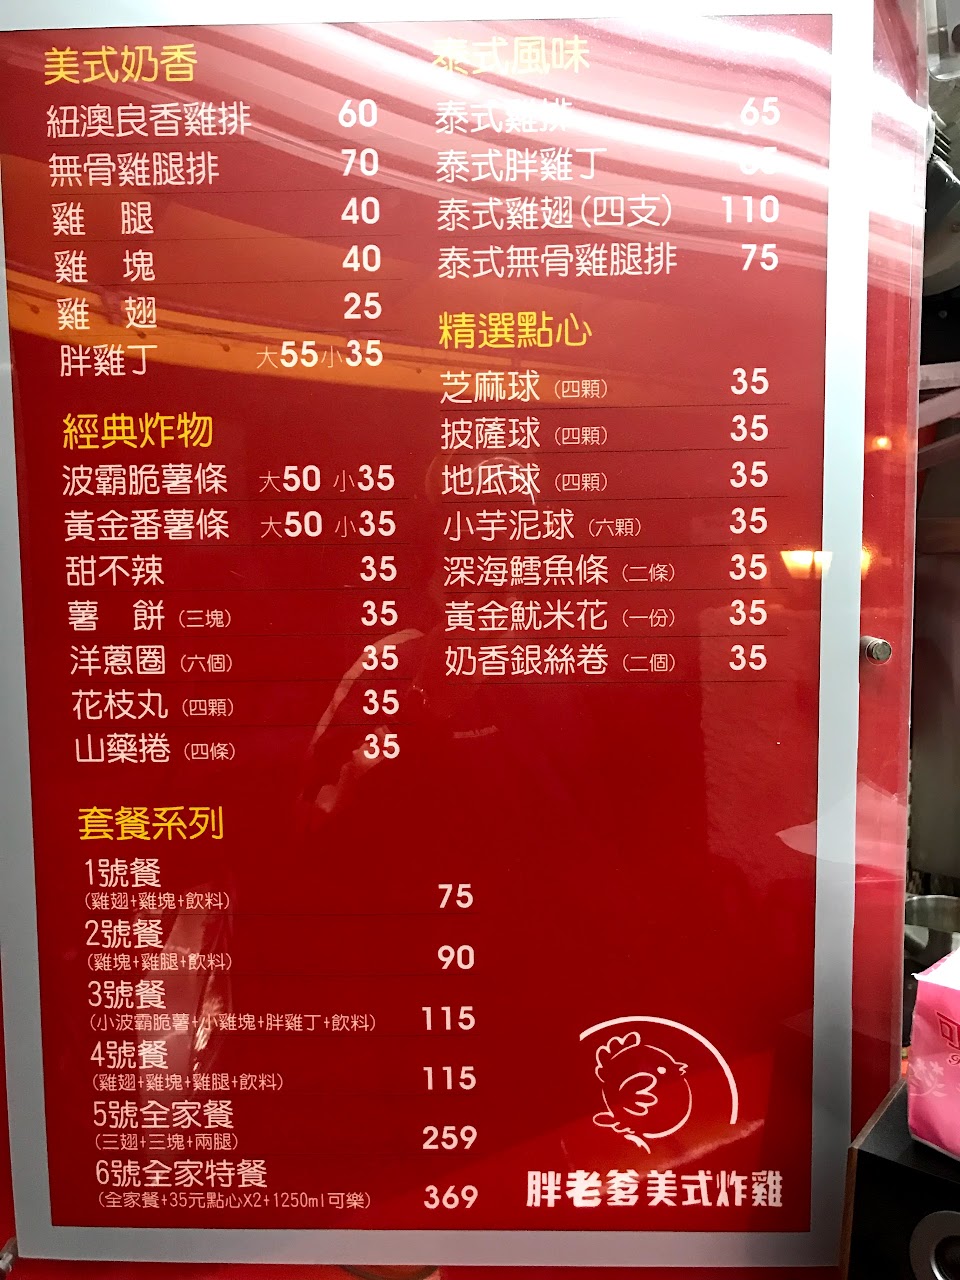 美式奶香
紐澳良香雞排 60
無骨雞腿排 70
雞 腿 40
雞 塊 40
雞 翅 25
胖雞丁 大55小35
經典炸物
波霸脆薯條 大50 小35
黃金番薯條 大50 小35
甜不辣 35
薯 餅 (三塊) 35
洋蔥圈 (六個) 35
花枝丸 (四顆) 35
山藥捲 (四條) 35
泰式風味
泰式雞排 65
泰式胖雞丁
泰式雞翅(四支) 110
泰式無骨雞腿排 75
精選點心
芝麻球 (四顆) 35
披薩球 (四顆) 35
地瓜球 (四顆) 35
小芋泥球 (六顆) 35
深海鱈魚條 (二條) 35
黃金魷米花 (一份) 35
奶香銀絲卷 (二個) 35
套餐系列
1號餐
(雞翅+雞塊+飲料) 75
2號餐
(雞塊+雞腿+飲料) 90
3號餐
(小波霸脆薯+小雞塊+胖雞丁+飲料) 115
4號餐
(雞翅+雞塊+雞腿+飲料) 115
5號全家餐
(三翅+三塊+兩腿) 259
6號全家特餐
(全家餐+35元點心X2+1250ml可樂) 369
胖老爹美式炸雞